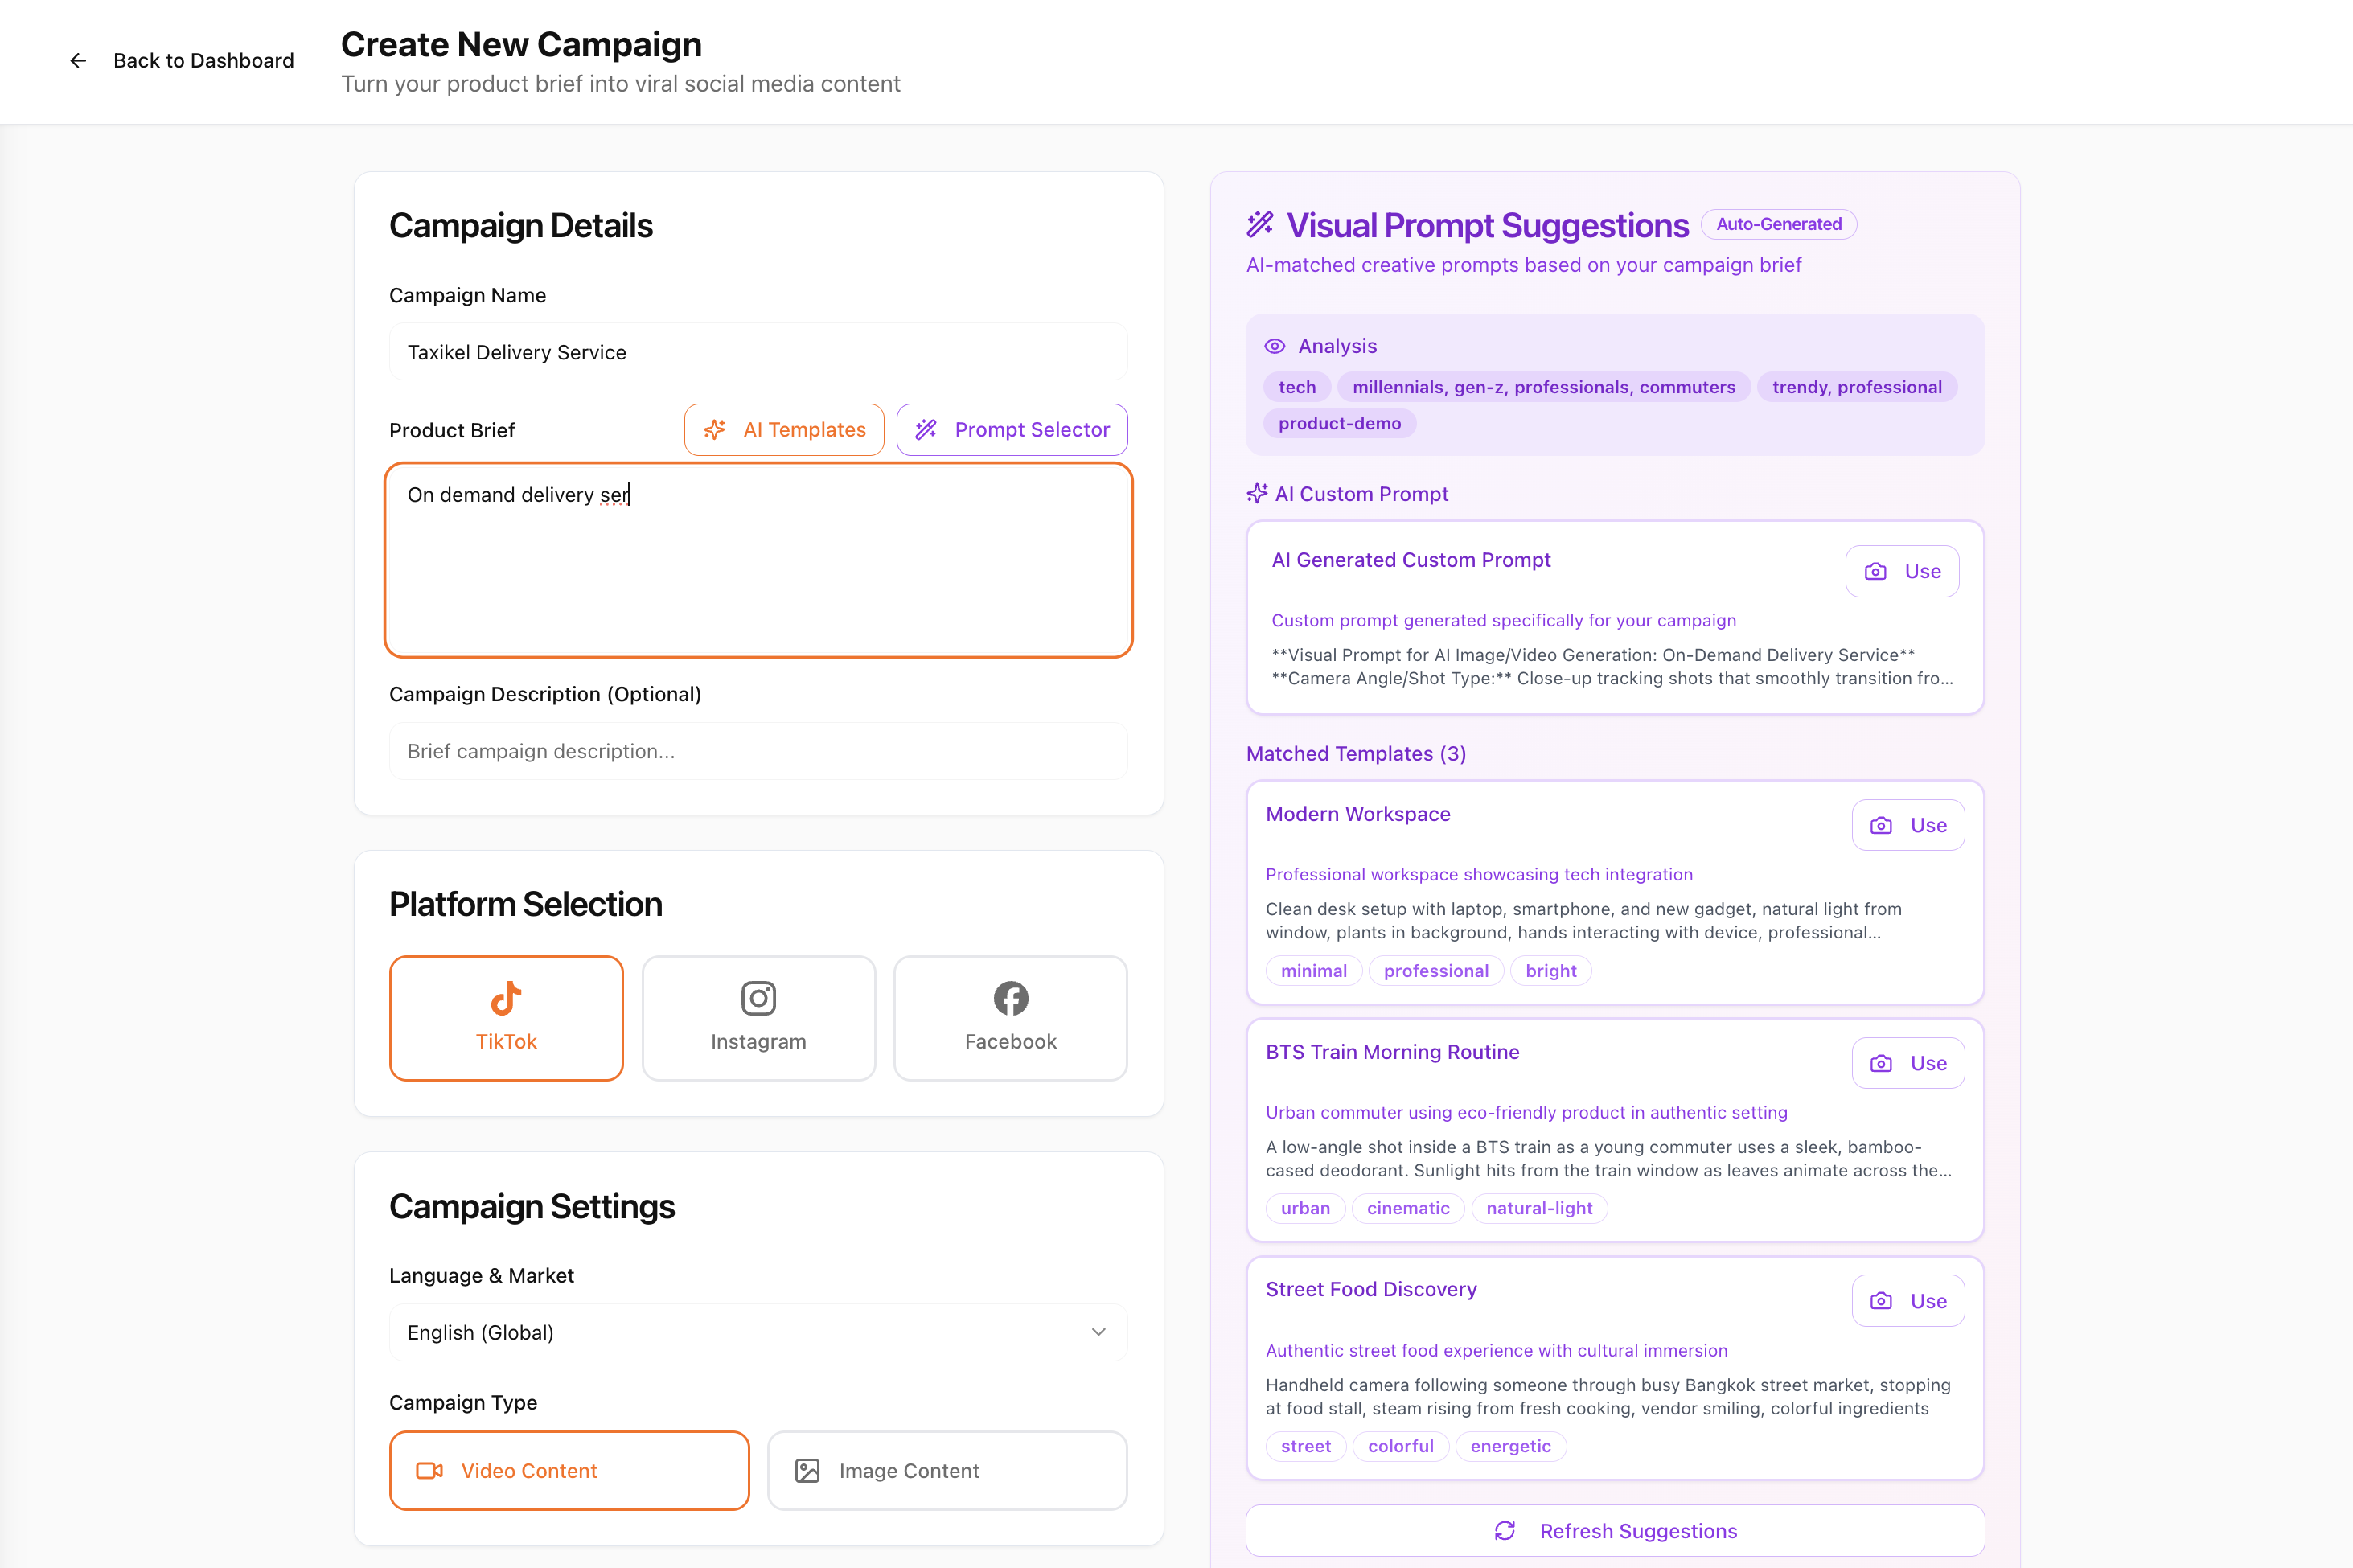 Back to Dashboard
Create New Campaign
Turn your product brief into viral social media content
Campaign Details
Campaign Name
Taxikel Delivery Service
Product Brief
AI Templates
Prompt Selector
On demand delivery ser
Campaign Description (Optional)
Brief campaign description...
Platform Selection
TikTok
Instagram
Facebook
Campaign Settings
Language & Market
English (Global)
Campaign Type
Video Content
Image Content
Visual Prompt Suggestions
Auto-Generated
AI-matched creative prompts based on your campaign brief
Analysis
tech
millennials, gen-z, professionals, commuters
trendy, professional
product-demo
AI Custom Prompt
AI Generated Custom Prompt
Use
Custom prompt generated specifically for your campaign
**Visual Prompt for AI Image/Video Generation: On-Demand Delivery Service**
**Camera Angle/Shot Type:** Close-up tracking shots that smoothly transition fro...
Matched Templates (3)
Modern Workspace
Use
Professional workspace showcasing tech integration
Clean desk setup with laptop, smartphone, and new gadget, natural light from
window, plants in background, hands interacting with device, professional...
minimal
professional
bright
BTS Train Morning Routine
Use
Urban commuter using eco-friendly product in authentic setting
A low-angle shot inside a BTS train as a young commuter uses a sleek, bamboo-
cased deodorant. Sunlight hits from the train window as leaves animate across the...
urban
cinematic
natural-light
Street Food Discovery
Use
Authentic street food experience with cultural immersion
Handheld camera following someone through busy Bangkok street market, stopping
at food stall, steam rising from fresh cooking, vendor smiling, colorful ingredients
street
colorful
energetic
Refresh Suggestions